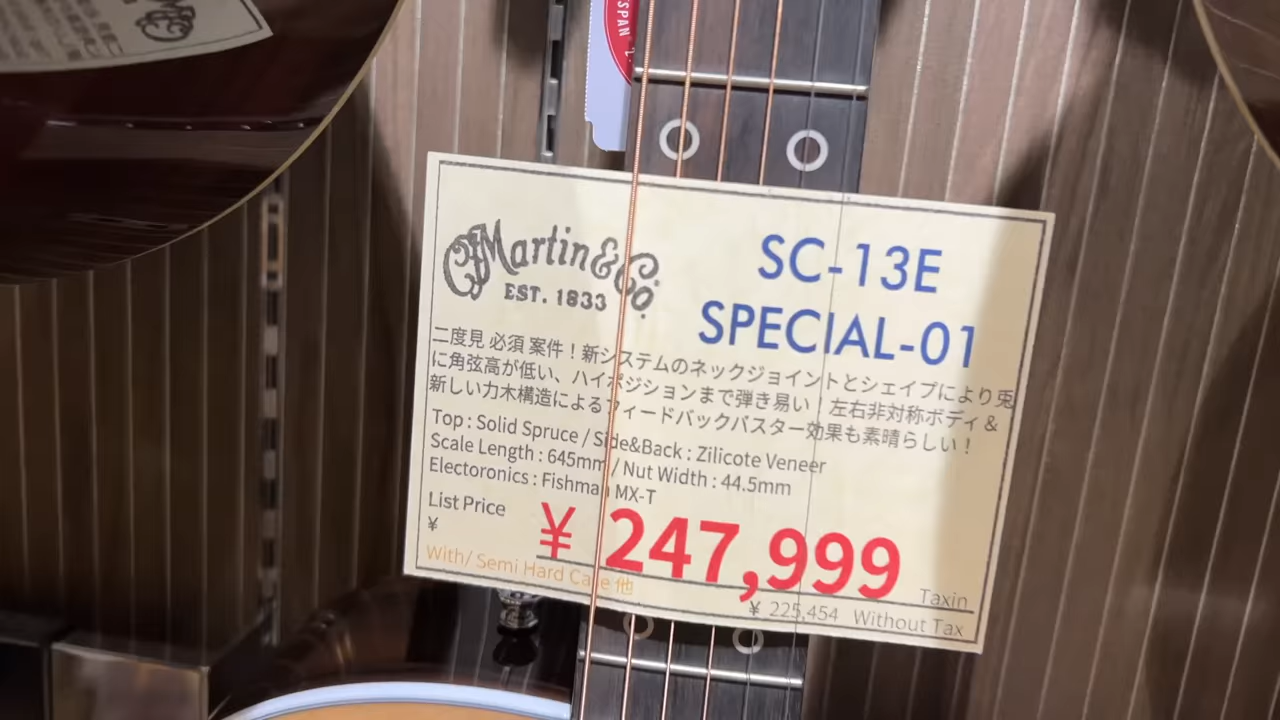 SPAN
Martin & Co.
EST. 1833
SC-13E
SPECIAL-01
二度見 必須 案件！新システムのネックジョイントとシェイプにより兎
に角弦高が低い、ハイポジションまで弾き易い！左右非対称ボディ＆
新しい力木構造によるフィードバックバスター効果も素晴らしい！
Top : Solid Spruce / Side&Back : Zilicote Veneer
Scale Length : 645mm / Nut Width : 44.5mm
Electoronics : Fishman MX-T
List Price
¥
¥ 247,999
Taxin
With/ Semi Hard Case 他
¥ 225,454 Without Tax